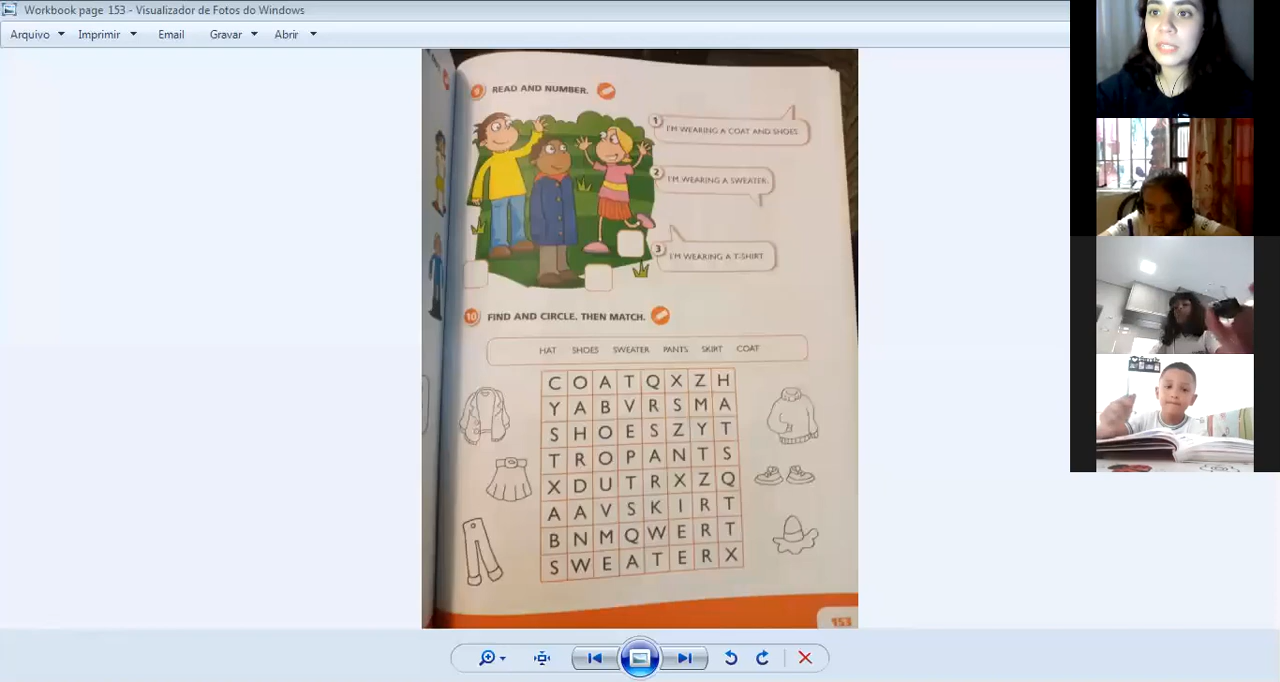 Workbook page 153 - Visualizador de Fotos do Windows
Arquivo Imprimir Email Gravar Abrir
READ AND NUMBER.
1 I'M WEARING A COAT AND SHOES.
2 I'M WEARING A SWEATER.
3 I'M WEARING A T-SHIRT.
10 FIND AND CIRCLE. THEN MATCH.
HAT SHOES SWEATER PANTS SKIRT COAT
C O A T Q X Z H
Y A B V R S M A
S H O E S Z Y T
T R O P A N T S
X D U T R X Z Q
A A V S K I R T
B N M Q W E R T
S W E A T E R X
153